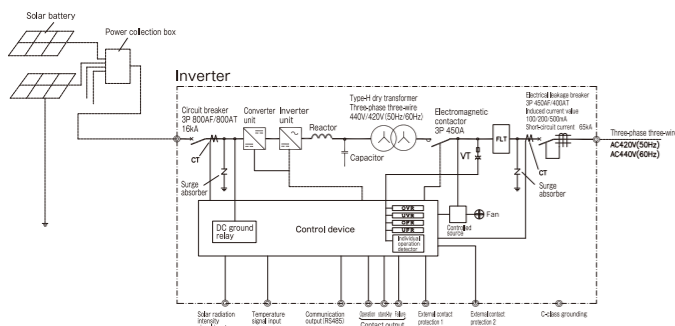 Solar battery
Power collection box
Inverter
Circuit breaker
3P 800AF/800AT
16kA
Converter
unit
Inverter
unit
Reactor
Capacitor
Type-H dry transformer
Three-phase three-wire
440V/420V(50Hz/60Hz)
Electromagnetic
contactor
3P 450A
Electrical leakage breaker
3P 450AF/400AT
Induced current value
100/200/500mA
Short-circuit current 65kA
Three-phase three-win
AC420V(50Hz)
AC440V(60Hz)
CT
VT
FLT
CT
Surge
absorber
Surge
absorber
DC ground
relay
Control device
OVR
UVR
OFR
UFR
Individual
operation
detector
Controlled
source
Fan
Solar radiation
intensity
Temperature
signal input
Communication
output(RS485)
Operation stand-by Failure
Contact output
External contact
protection 1
External contact
protection 2
C-class grounding